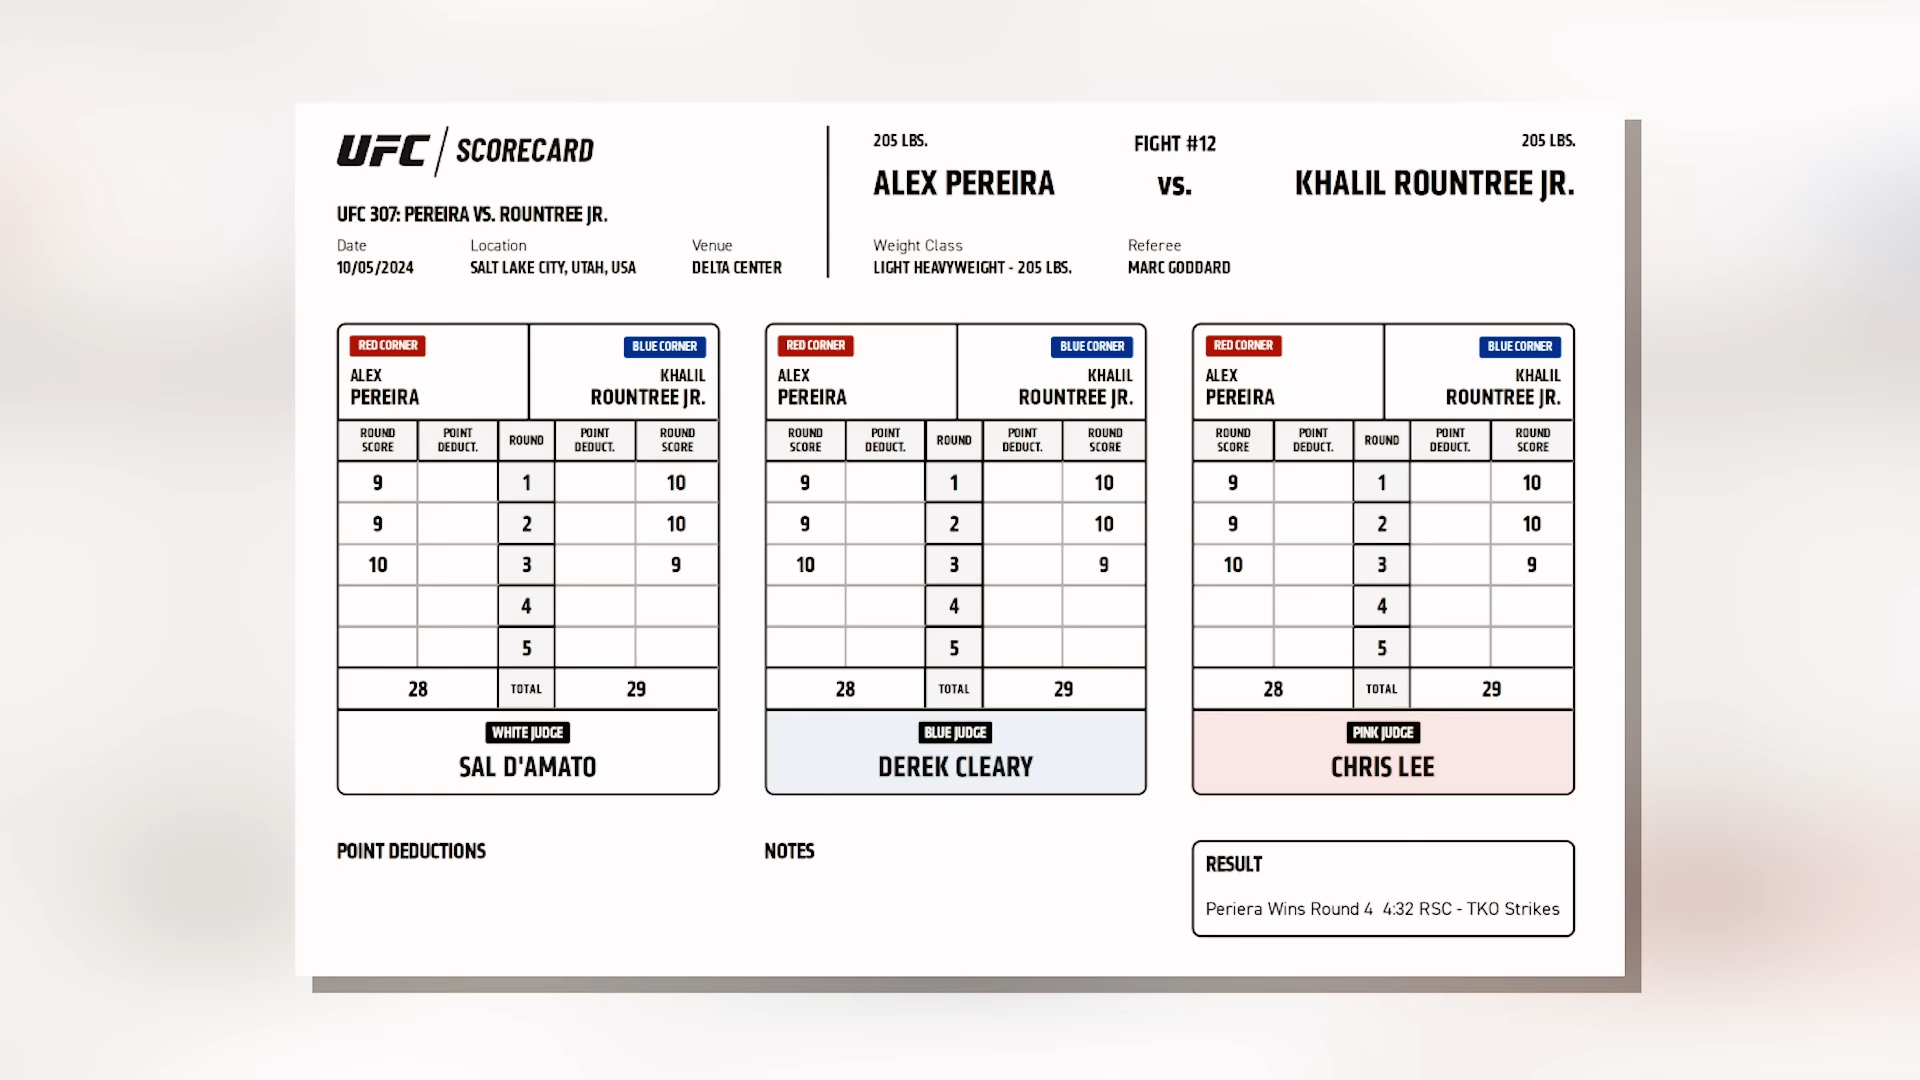 UFC / SCORECARD
UFC 307: PEREIRA VS. ROUNTREE JR.
Date Location Venue
10/05/2024 SALT LAKE CITY, UTAH, USA DELTA CENTER
205 LBS. FIGHT #12 205 LBS.
ALEX PEREIRA VS. KHALIL ROUNTREE JR.
Weight Class Referee
LIGHT HEAVYWEIGHT - 205 LBS. MARC GODDARD
RED CORNER BLUE CORNER
ALEX KHALIL
PEREIRA ROUNTREE JR.
ROUND POINT ROUND POINT ROUND
SCORE DEDUCT. DEDUCT. SCORE
9 1 10
9 2 10
10 3 9
4
5
28 TOTAL 29
WHITE JUDGE
SAL D'AMATO
RED CORNER BLUE CORNER
ALEX KHALIL
PEREIRA ROUNTREE JR.
ROUND POINT ROUND POINT ROUND
SCORE DEDUCT. DEDUCT. SCORE
9 1 10
9 2 10
10 3 9
4
5
28 TOTAL 29
BLUE JUDGE
DEREK CLEARY
RED CORNER BLUE CORNER
ALEX KHALIL
PEREIRA ROUNTREE JR.
ROUND POINT ROUND POINT ROUND
SCORE DEDUCT. DEDUCT. SCORE
9 1 10
9 2 10
10 3 9
4
5
28 TOTAL 29
PINK JUDGE
CHRIS LEE
POINT DEDUCTIONS
NOTES
RESULT
Periera Wins Round 4 4:32 RSC - TKO Strikes